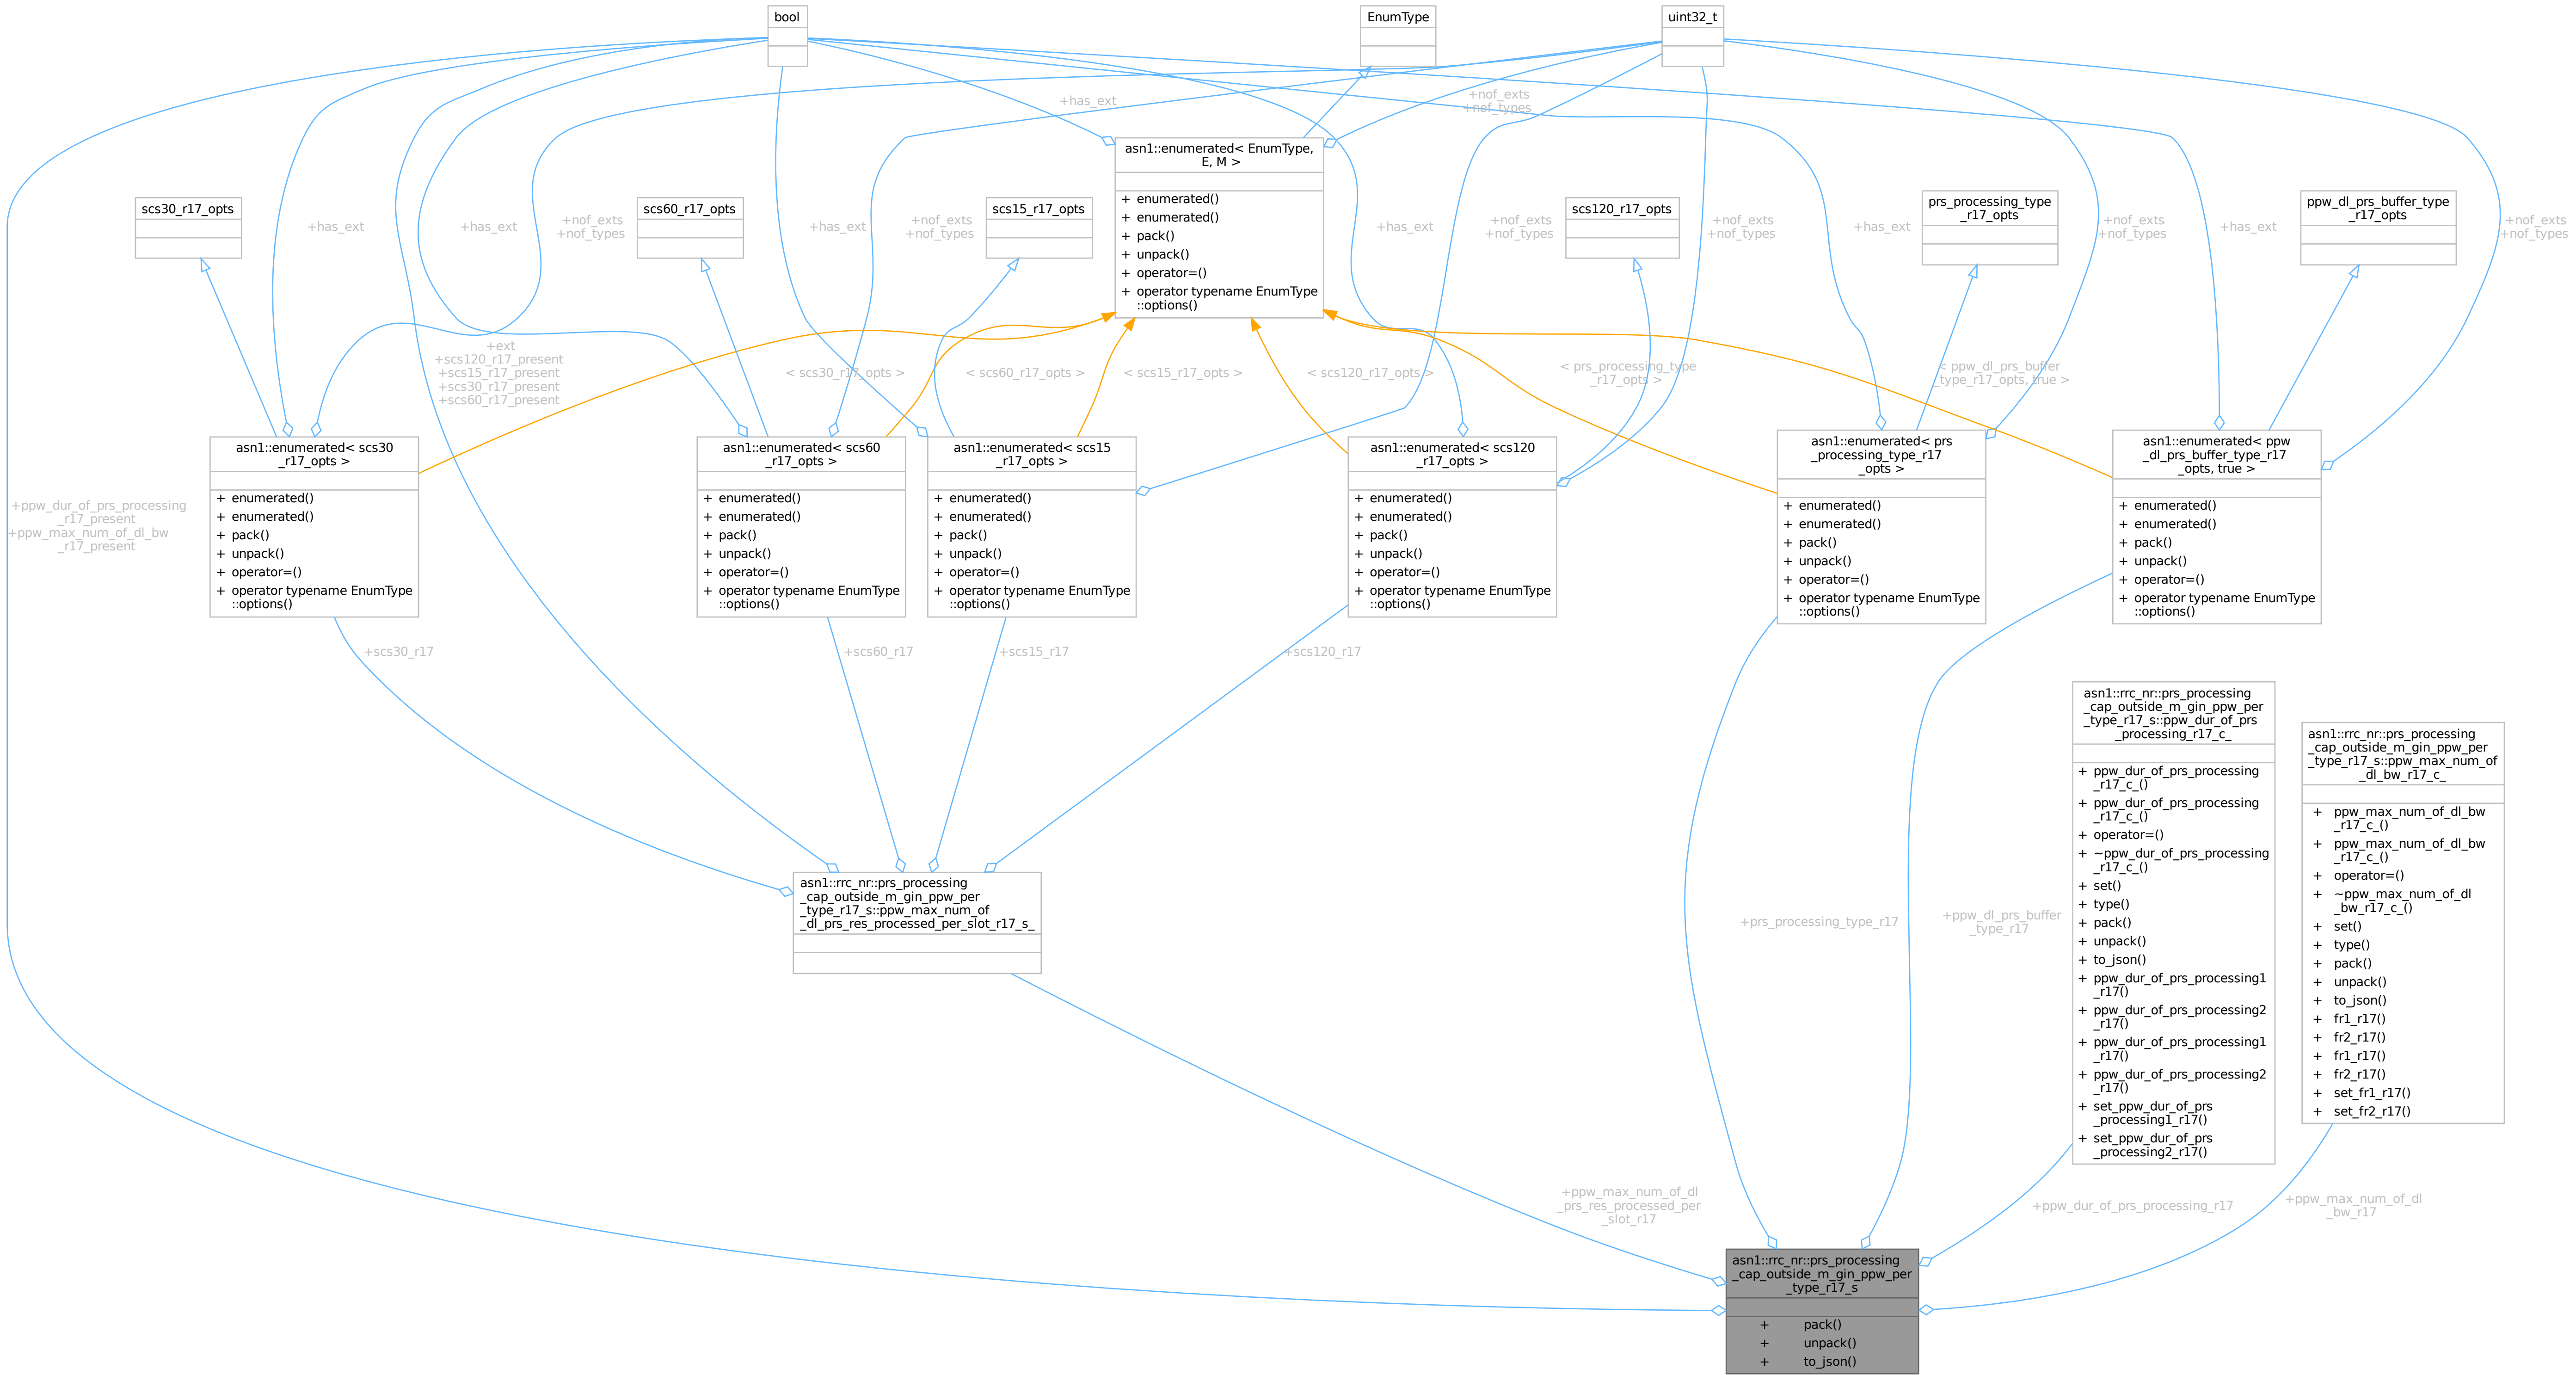 bool
EnumType
uint32_t
+has_ext
+nof_exts
+nof_types
asn1::enumerated< EnumType,
E, M >
+ enumerated()
+ enumerated()
+ pack()
+ unpack()
+ operator=()
+ operator typename EnumType
::options()
scs30_r17_opts
scs60_r17_opts
scs15_r17_opts
scs120_r17_opts
prs_processing_type
_r17_opts
ppw_dl_prs_buffer_type
_r17_opts
+has_ext
+has_ext
+nof_exts
+nof_types
+has_ext
+nof_exts
+nof_types
+has_ext
+nof_exts
+nof_types
+nof_exts
+nof_types
+has_ext
+nof_exts
+nof_types
+has_ext
+nof_exts
+nof_types
+ext
+scs120_r17_present
+scs15_r17_present
+scs30_r17_present
+scs60_r17_present
< scs30_r17_opts >
< scs60_r17_opts >
< scs15_r17_opts >
< scs120_r17_opts >
< prs_processing_type
_r17_opts >
< ppw_dl_prs_buffer
_type_r17_opts, true >
+ppw_dur_of_prs_processing
_r17_present
+ppw_max_num_of_dl_bw
_r17_present
asn1::enumerated< scs30
_r17_opts >
+ enumerated()
+ enumerated()
+ pack()
+ unpack()
+ operator=()
+ operator typename EnumType
::options()
asn1::enumerated< scs60
_r17_opts >
+ enumerated()
+ enumerated()
+ pack()
+ unpack()
+ operator=()
+ operator typename EnumType
::options()
asn1::enumerated< scs15
_r17_opts >
+ enumerated()
+ enumerated()
+ pack()
+ unpack()
+ operator=()
+ operator typename EnumType
::options()
asn1::enumerated< scs120
_r17_opts >
+ enumerated()
+ enumerated()
+ pack()
+ unpack()
+ operator=()
+ operator typename EnumType
::options()
asn1::enumerated< prs
_processing_type_r17
_opts >
+ enumerated()
+ enumerated()
+ pack()
+ unpack()
+ operator=()
+ operator typename EnumType
::options()
asn1::enumerated< ppw
_dl_prs_buffer_type_r17
_opts, true >
+ enumerated()
+ enumerated()
+ pack()
+ unpack()
+ operator=()
+ operator typename EnumType
::options()
+scs30_r17
+scs60_r17
+scs15_r17
+scs120_r17
asn1::rrc_nr::prs_processing
_cap_outside_m_gin_ppw_per
_type_r17_s::ppw_dur_of_prs
_processing_r17_c_
+ ppw_dur_of_prs_processing
_r17_c_()
+ ppw_dur_of_prs_processing
_r17_c_()
+ operator=()
+ ~ppw_dur_of_prs_processing
_r17_c_()
+ set()
+ type()
+ pack()
+ unpack()
+ to_json()
+ ppw_dur_of_prs_processing1
_r17()
+ ppw_dur_of_prs_processing2
_r17()
+ ppw_dur_of_prs_processing1
_r17()
+ ppw_dur_of_prs_processing2
_r17()
+ set_ppw_dur_of_prs
_processing1_r17()
+ set_ppw_dur_of_prs
_processing2_r17()
asn1::rrc_nr::prs_processing
_cap_outside_m_gin_ppw_per
_type_r17_s::ppw_max_num_of
_dl_bw_r17_c_
+ ppw_max_num_of_dl_bw
_r17_c_()
+ ppw_max_num_of_dl_bw
_r17_c_()
+ operator=()
+ ~ppw_max_num_of_dl
_bw_r17_c_()
+ set()
+ type()
+ pack()
+ unpack()
+ to_json()
+ fr1_r17()
+ fr2_r17()
+ fr1_r17()
+ fr2_r17()
+ set_fr1_r17()
+ set_fr2_r17()
asn1::rrc_nr::prs_processing
_cap_outside_m_gin_ppw_per
_type_r17_s::ppw_max_num_of
_dl_prs_res_processed_per_slot_r17_s_
+prs_processing_type_r17
+ppw_dl_prs_buffer
_type_r17
+ppw_max_num_of_dl
_prs_res_processed_per
_slot_r17
+ppw_dur_of_prs_processing_r17
+ppw_max_num_of_dl
_bw_r17
asn1::rrc_nr::prs_processing
_cap_outside_m_gin_ppw_per
_type_r17_s
+ pack()
+ unpack()
+ to_json()